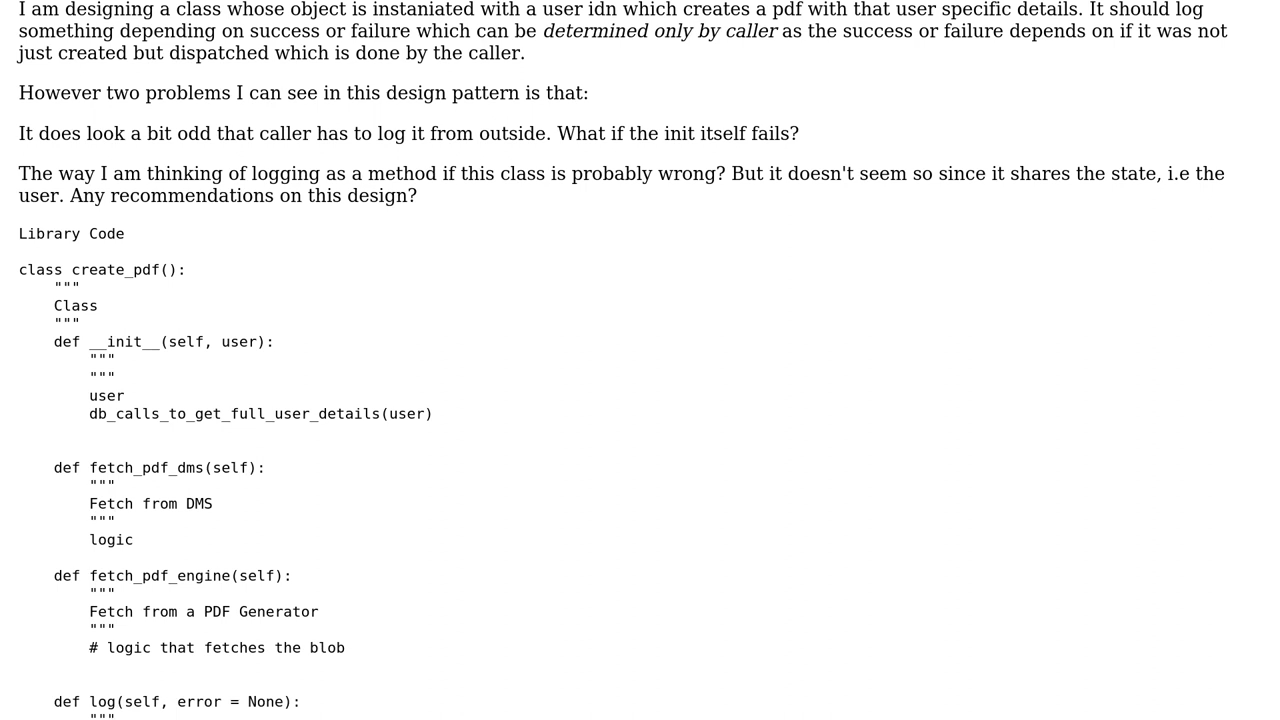 I am designing a class whose object is instaniated with a user idn which creates a pdf with that user specific details. It should log
something depending on success or failure which can be determined only by caller as the success or failure depends on if it was not
just created but dispatched which is done by the caller.
However two problems I can see in this design pattern is that:
It does look a bit odd that caller has to log it from outside. What if the init itself fails?
The way I am thinking of logging as a method if this class is probably wrong? But it doesn't seem so since it shares the state, i.e the
user. Any recommendations on this design?
Library Code
class create_pdf():
    """
    Class
    """
    def __init__(self, user):
        """
        """
        user
        db_calls_to_get_full_user_details(user)
    def fetch_pdf_dms(self):
        """
        Fetch from DMS
        """
        logic
    def fetch_pdf_engine(self):
        """
        Fetch from a PDF Generator
        """
        # logic that fetches the blob
    def log(self, error = None):
        """